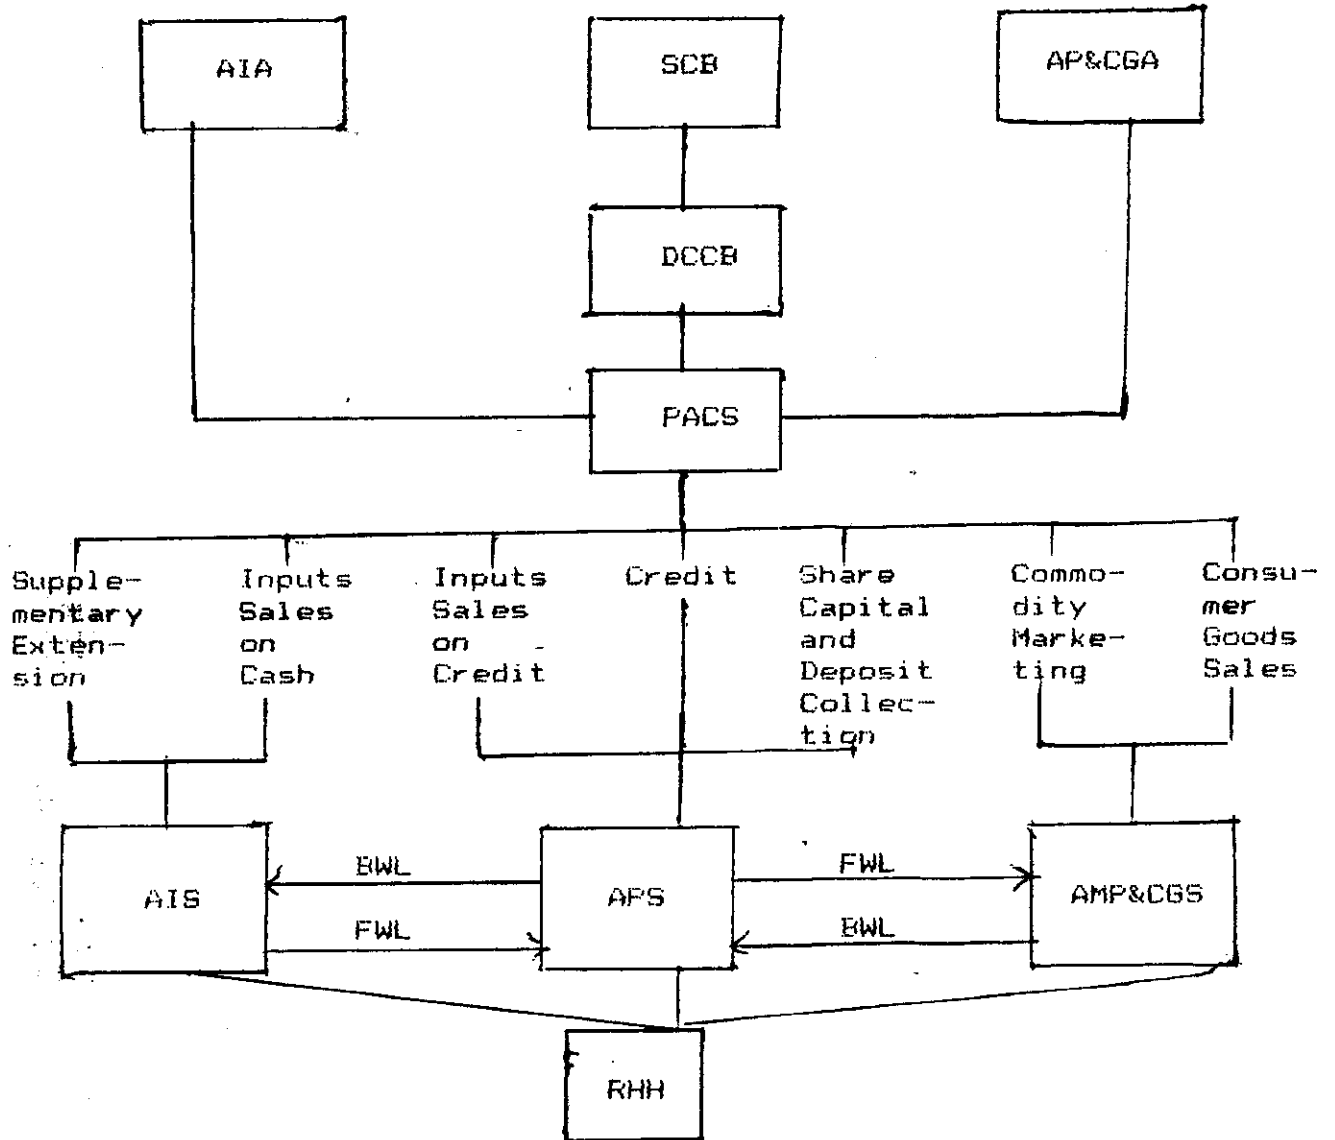 AIA
SCB
AP&CGA
DCCB
PACS
Supple-
mentary
Exten-
sion
Inputs
Sales
on
Cash
Inputs
Sales
on
Credit
Credit
Share
Capital
and
Deposit
Collec-
tion
Commo-
dity
Marke-
ting
Consu-
mer
Goods
Sales
AIS
BWL
FWL
APS
FWL
BWL
AMP&CGS
RHH